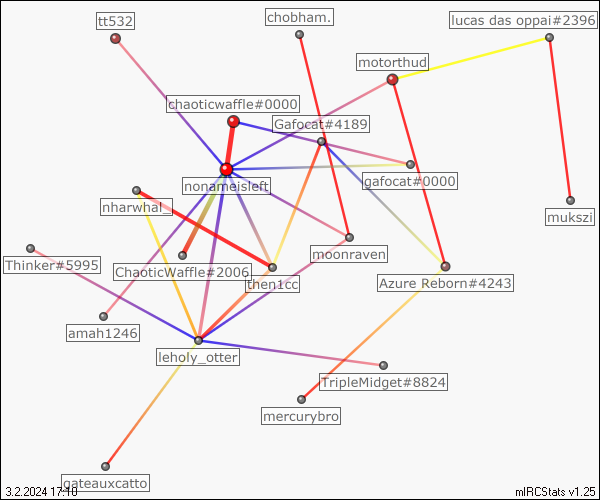 chobham.
tt532
lucas das oppai#2396
motorthud
chaoticwaffle#0000
Gafocat#4189
gafocat#0000
nonameisleft
nharwhal_
mukszi
moonraven
Thinker#5995
ChaoticWaffle#2006
then1cc
Azure Reborn#4243
amah1246
leholy_otter
TripleMidget#8824
mercurybro
gateauxcatto
3.2.2024 17:10
mIRCStats v1.25